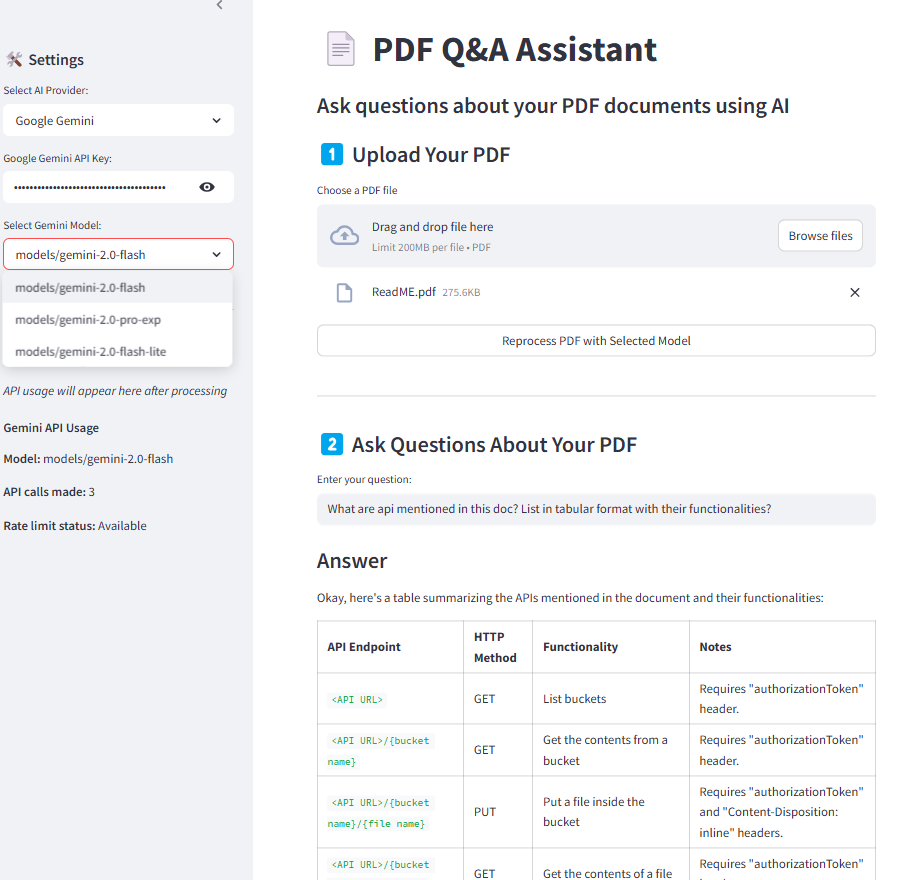 Settings
Select AI Provider:
Google Gemini
Google Gemini API Key:
••••••••••••••••••••••••••••••••••••••
Select Gemini Model:
models/gemini-2.0-flash
models/gemini-2.0-flash
models/gemini-2.0-pro-exp
models/gemini-2.0-flash-lite
API usage will appear here after processing
Gemini API Usage
Model: models/gemini-2.0-flash
API calls made: 3
Rate limit status: Available
PDF Q&A Assistant
Ask questions about your PDF documents using AI
1 Upload Your PDF
Choose a PDF file
Drag and drop file here
Limit 200MB per file • PDF
Browse files
ReadME.pdf 275.6KB
Reprocess PDF with Selected Model
2 Ask Questions About Your PDF
Enter your question:
What are api mentioned in this doc? List in tabular format with their functionalities?
Answer
Okay, here's a table summarizing the APIs mentioned in the document and their functionalities:
API Endpoint
HTTP
Method
Functionality
Notes
<API URL>
GET
List buckets
Requires "authorizationToken"
header.
<API URL>/{bucket
name}
GET
Get the contents from a
bucket
Requires "authorizationToken"
header.
<API URL>/{bucket
name}/{file name}
PUT
Put a file inside the
bucket
Requires "authorizationToken"
and "Content-Disposition:
inline" headers.
<API URL>/{bucket
GET
Get the contents of a file
Requires "authorizationToken"